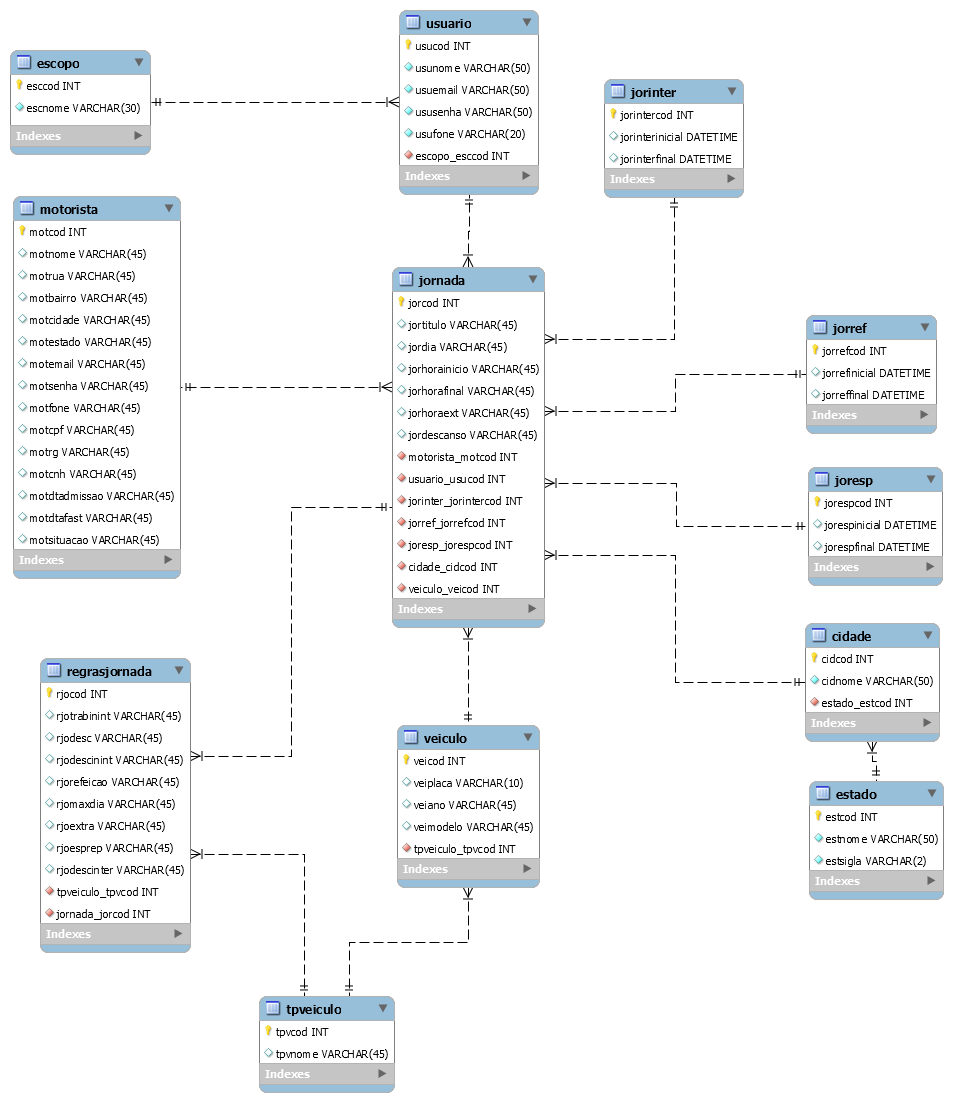 escopo
esccod INT
escnome VARCHAR(30)
Indexes
usuario
usucod INT
usunome VARCHAR(50)
usuemail VARCHAR(50)
ususenha VARCHAR(50)
usufone VARCHAR(20)
escopo_esccod INT
Indexes
jorinter
jorintercod INT
jorinterinicial DATETIME
jorinterfinal DATETIME
Indexes
motorista
motcod INT
motnome VARCHAR(45)
motrua VARCHAR(45)
motbairro VARCHAR(45)
motcidade VARCHAR(45)
motestado VARCHAR(45)
motemail VARCHAR(45)
motsenha VARCHAR(45)
motfone VARCHAR(45)
motcpf VARCHAR(45)
motrg VARCHAR(45)
motcnh VARCHAR(45)
motdtadmissao VARCHAR(45)
motdtafast VARCHAR(45)
motsituacao VARCHAR(45)
Indexes
jornada
jorcod INT
jortitulo VARCHAR(45)
jordia VARCHAR(45)
jorhorainicio VARCHAR(45)
jorhorafinal VARCHAR(45)
jorhoraext VARCHAR(45)
jordescanso VARCHAR(45)
motorista_motcod INT
usuario_usucod INT
jorinter_jorintercod INT
jorref_jorrefcod INT
joresp_jorespcod INT
cidade_cidcod INT
veiculo_veicod INT
Indexes
jorref
jorrefcod INT
jorrefinicial DATETIME
jorreffinal DATETIME
Indexes
joresp
jorespcod INT
jorespinicial DATETIME
jorespfinal DATETIME
Indexes
cidade
cidcod INT
cidnome VARCHAR(50)
estado_estcod INT
Indexes
regrasjornada
rjocod INT
rjotrabinint VARCHAR(45)
rjodesc VARCHAR(45)
rjodescinint VARCHAR(45)
rjorefeicao VARCHAR(45)
rjomaxdia VARCHAR(45)
rjoextra VARCHAR(45)
rjoesprep VARCHAR(45)
rjodescinter VARCHAR(45)
tpveiculo_tpvcod INT
jornada_jorcod INT
Indexes
veiculo
veicod INT
veiplaca VARCHAR(10)
veiano VARCHAR(45)
veimodelo VARCHAR(45)
tpveiculo_tpvcod INT
Indexes
estado
estcod INT
estnome VARCHAR(50)
estsigla VARCHAR(2)
Indexes
tpveiculo
tpvcod INT
tpvnome VARCHAR(45)
Indexes